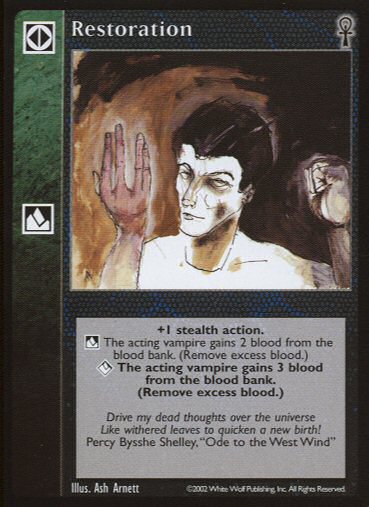 Restoration
+1 stealth action.
The acting vampire gains 2 blood from the
blood bank. (Remove excess blood.)
The acting vampire gains 3 blood
from the blood bank.
(Remove excess blood.)
Drive my dead thoughts over the universe
Like withered leaves to quicken a new birth!
Percy Bysshe Shelley, "Ode to the West Wind"
Illus. Ash Arnett ©2002 White Wolf Publishing, Inc. All Rights Reserved.